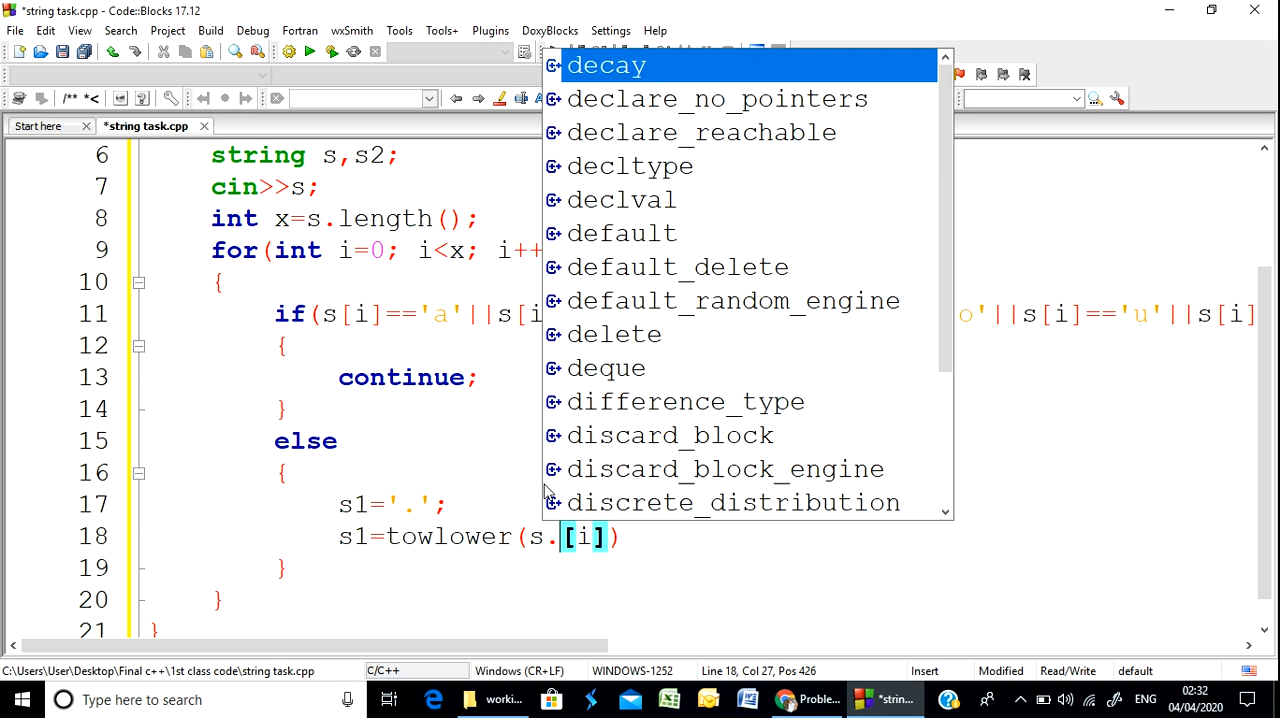 *string task.cpp - Code::Blocks 17.12
File Edit View Search Project Build Debug Fortran wxSmith Tools Tools+ Plugins DoxyBlocks Settings Help
/** *<
Start here
*string task.cpp
6 string s,s2;
7 cin>>s;
8 int x=s.length();
9 for(int i=0; i<x; i++
10 {
11 if(s[i]=='a'||s[i o'||s[i]=='u'||s[i]
12 {
13 continue;
14 }
15 else
16 {
17 s1='.';
18 s1=towlower(s.[i])
19 }
20 }
21 }
decay
declare_no_pointers
declare_reachable
decltype
declval
default
default_delete
default_random_engine
delete
deque
difference_type
discard_block
discard_block_engine
discrete_distribution
C:\Users\User\Desktop\Final c++\1st class code\string task.cpp C/C++ Windows (CR+LF) WINDOWS-1252 Line 18, Col 27, Pos 426 Insert Modified Read/Write default
Type here to search
worki...
Proble...
*strin...
ENG
02:32
04/04/2020